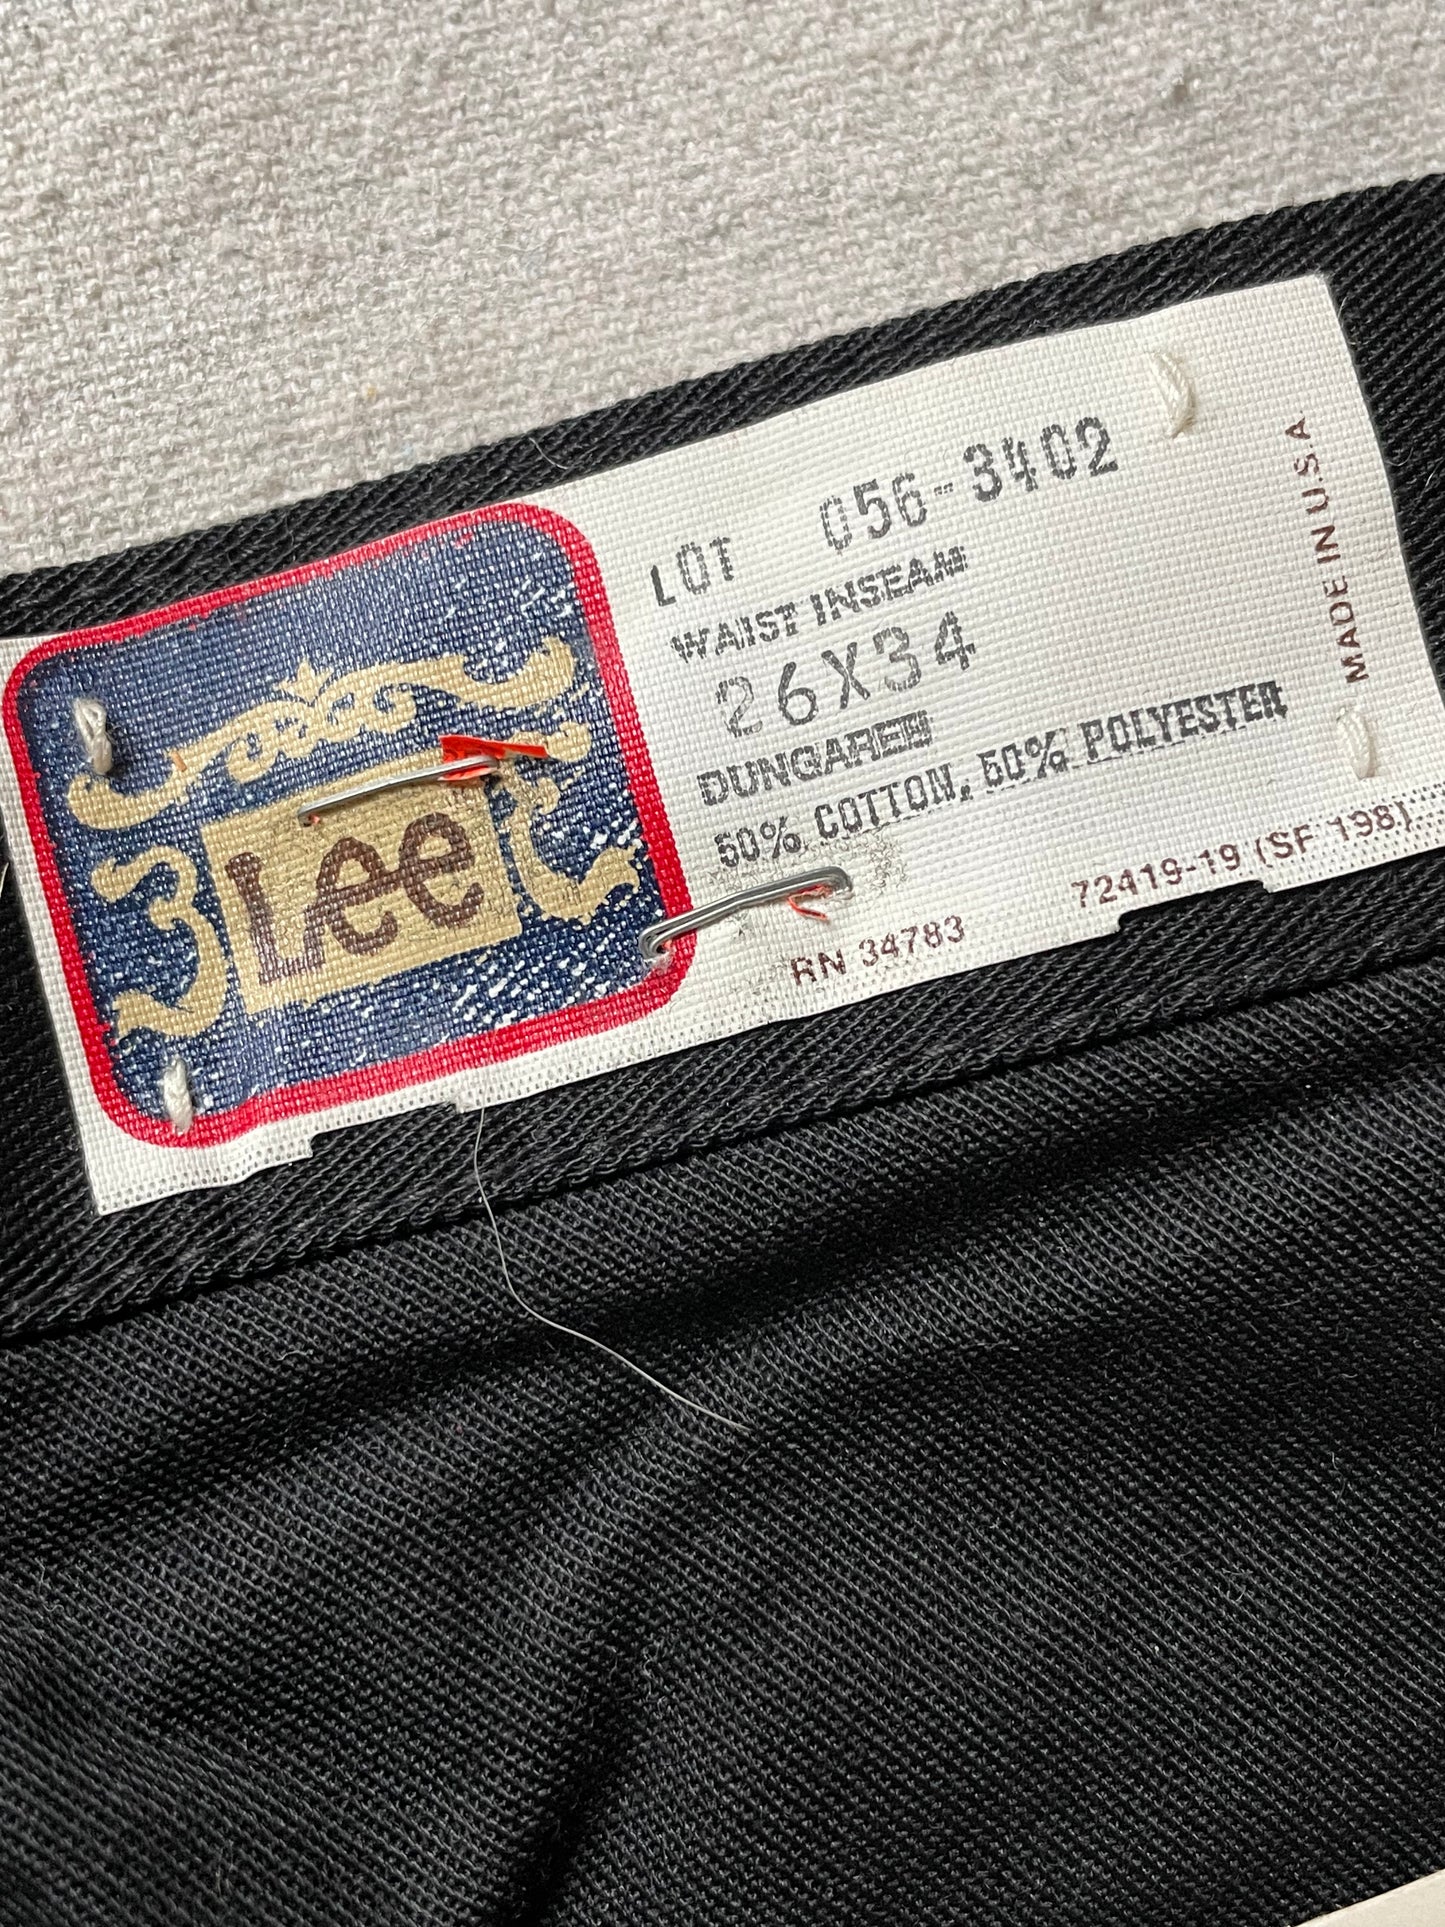 Lee
LOT 056-3402
WAIST INSEAM
26X34
DUNGAREE
50% COTTON, 50% POLYESTER
RN 34783
72419-19 (SF 198)
MADE IN U.S.A